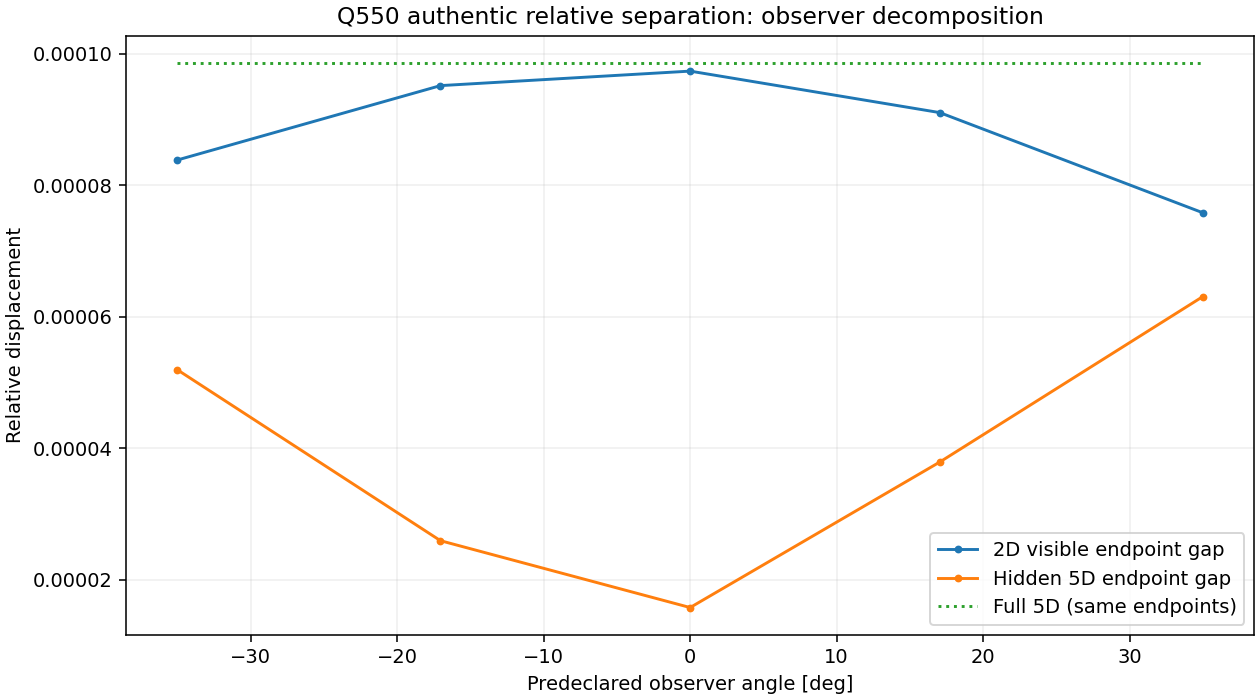 Q550 authentic relative separation: observer decomposition
0.00010
0.00008
0.00006
0.00004
0.00002
Relative displacement
−30
−20
−10
0
10
20
30
Predeclared observer angle [deg]
2D visible endpoint gap
Hidden 5D endpoint gap
Full 5D (same endpoints)